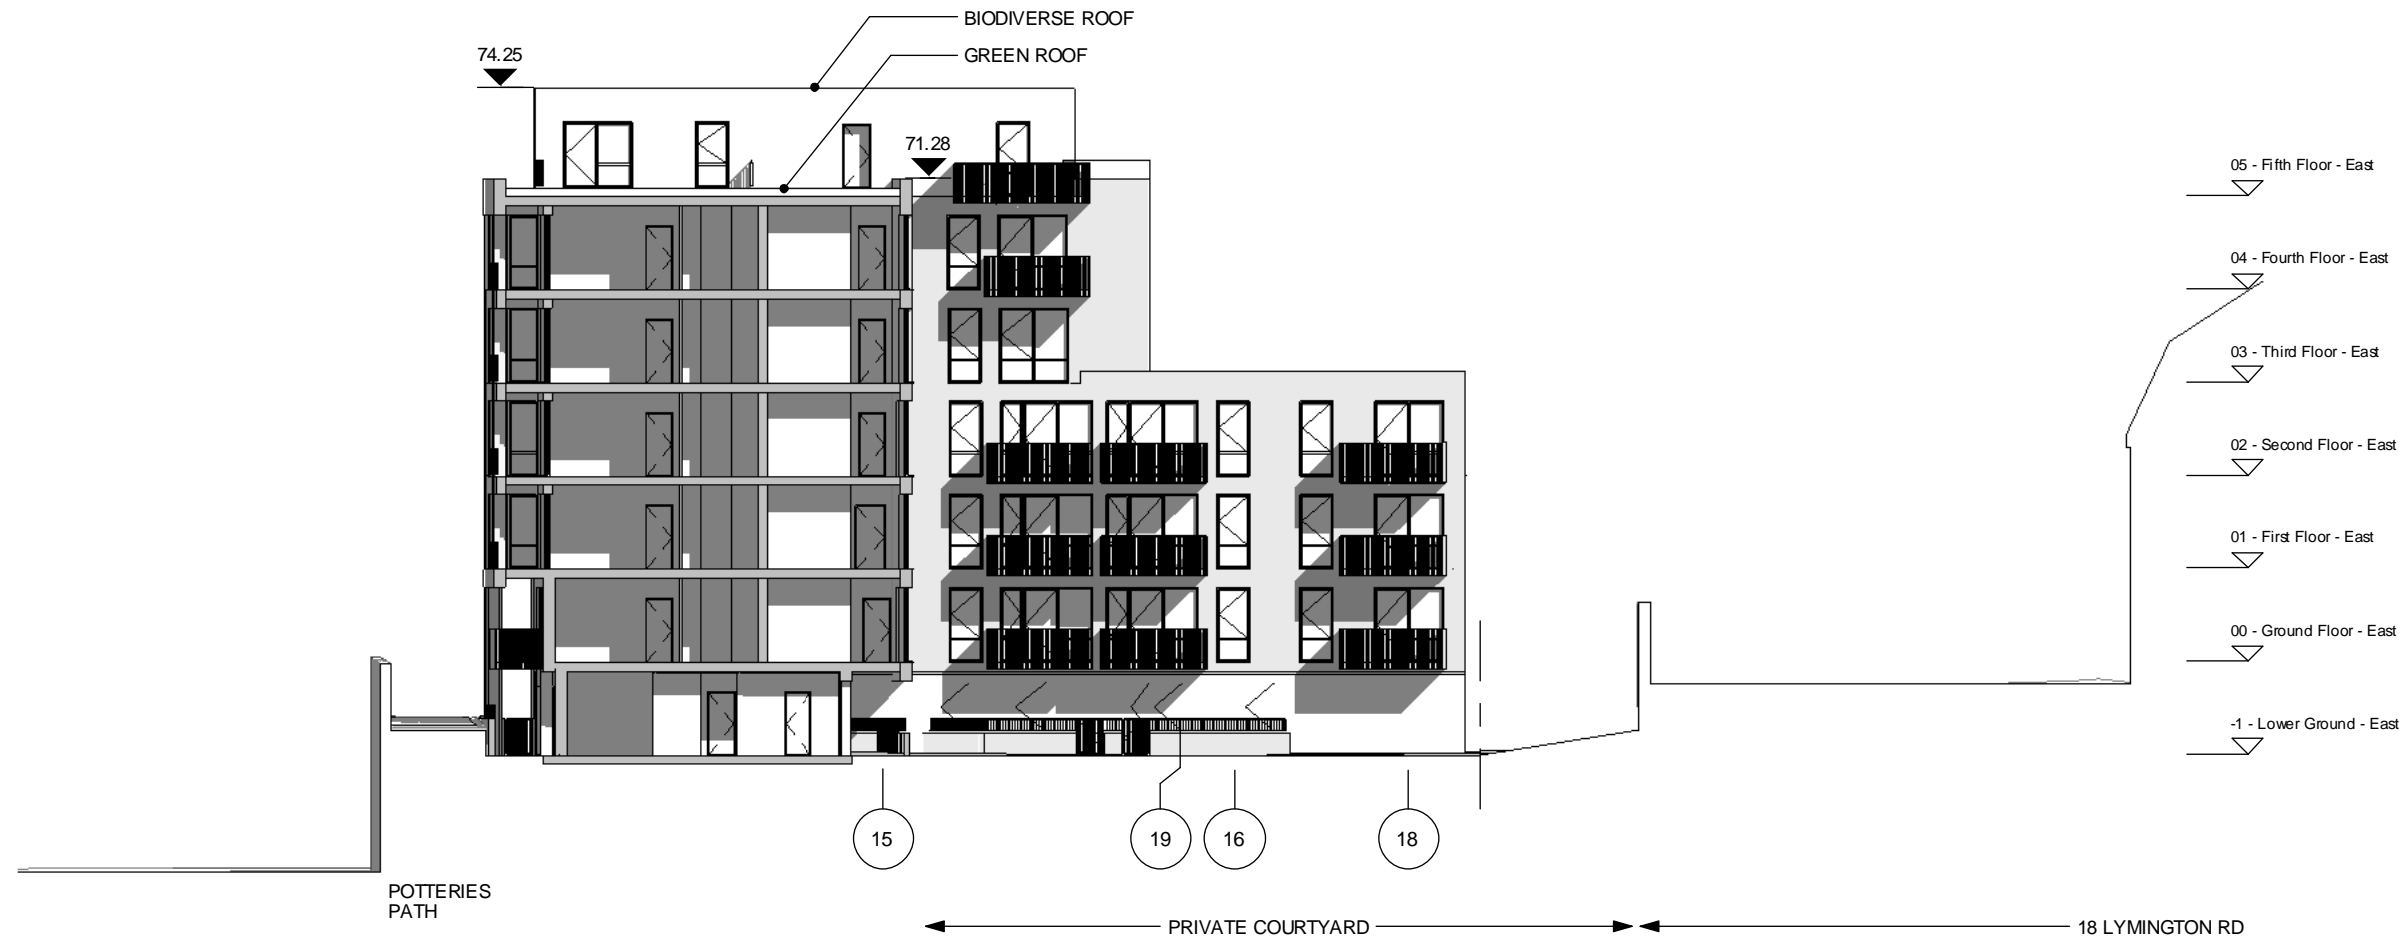 BIODIVERSE ROOF
GREEN ROOF
74.25
71.28
05 - Fifth Floor - East
04 - Fourth Floor - East
03 - Third Floor - East
02 - Second Floor - East
01 - First Floor - East
00 - Ground Floor - East
-1 - Lower Ground - East
15
19
16
18
POTTERIES
PATH
PRIVATE COURTYARD
18 LYMINGTON RD